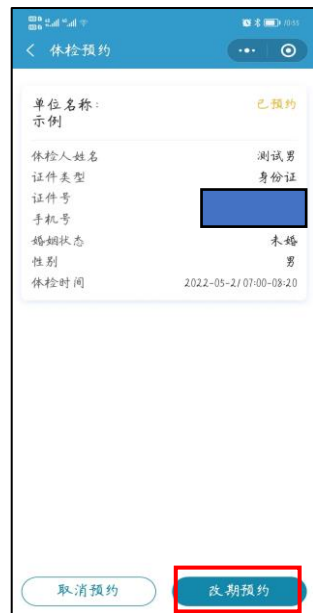 体检预约
单位名称: 已预约
示例
体检人姓名 测试男
证件类型 身份证
证件号
手机号
婚姻状态 未婚
性别 男
体检时间 2022-05-2/ 07:00-08:20
取消预约 改期预约